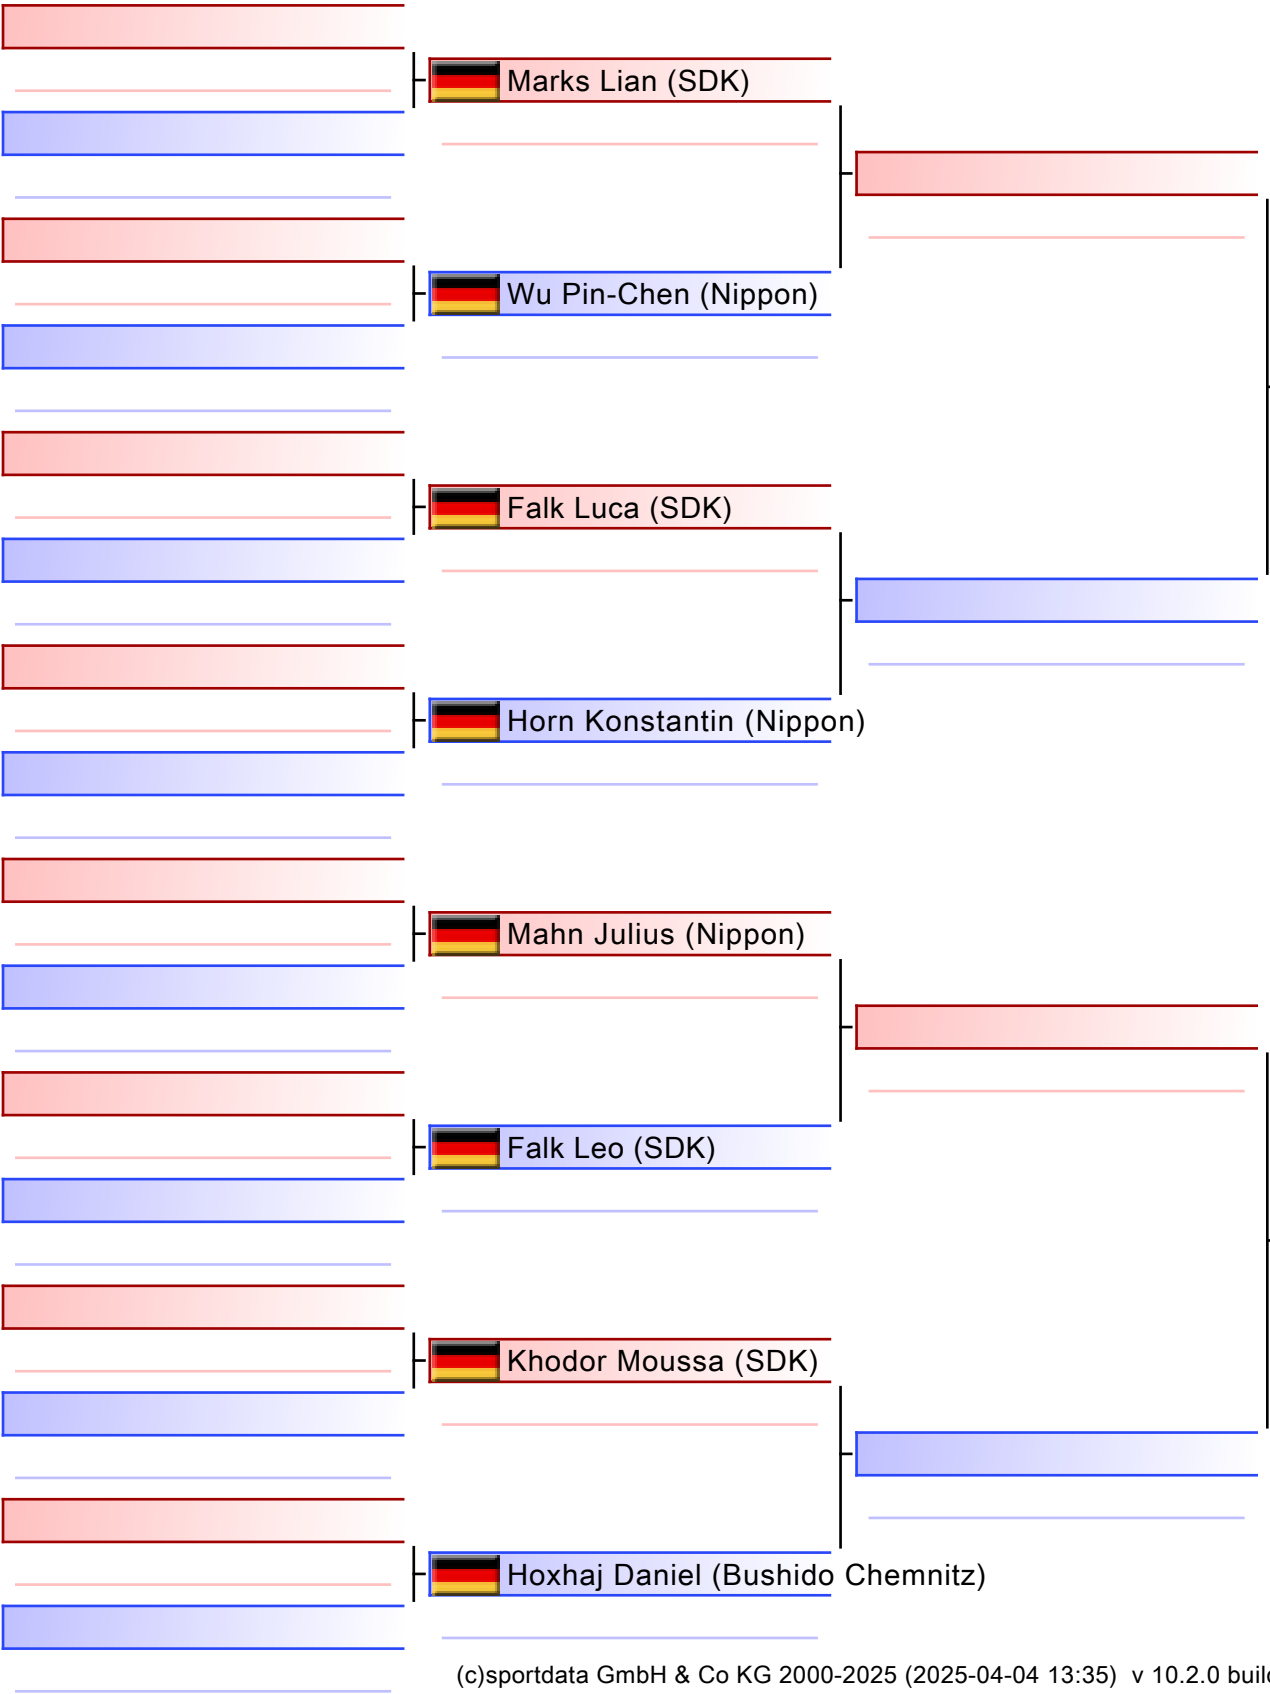 Marks Lian (SDK)
Wu Pin-Chen (Nippon)
Falk Luca (SDK)
Horn Konstantin (Nippon)
Mahn Julius (Nippon)
Falk Leo (SDK)
Khodor Moussa (SDK)
Hoxhaj Daniel (Bushido Chemnitz)
(c)sportdata GmbH & Co KG 2000-2025 (2025-04-04 13:35) v 10.2.0